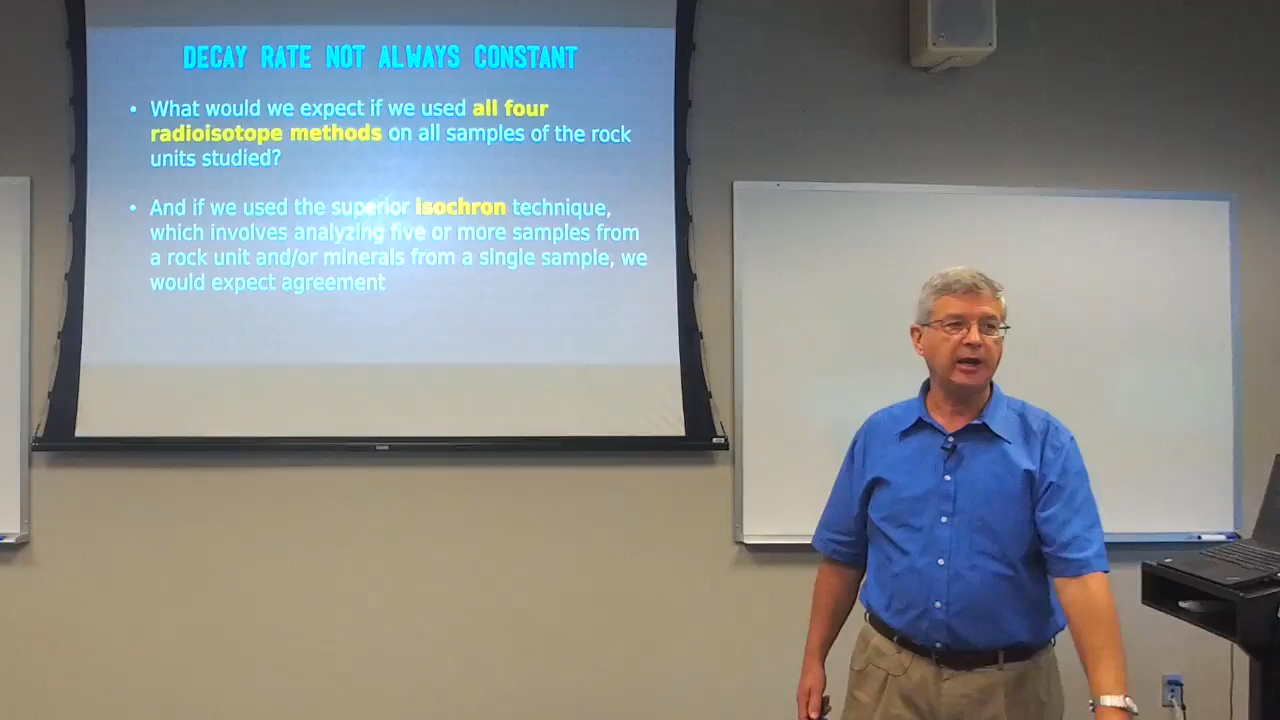 DECAY RATE NOT ALWAYS CONSTANT
• What would we expect if we used all four
radioisotope methods on all samples of the rock
units studied?
• And if we used the superior isochron technique,
which involves analyzing five or more samples from
a rock unit and/or minerals from a single sample, we
would expect agreement